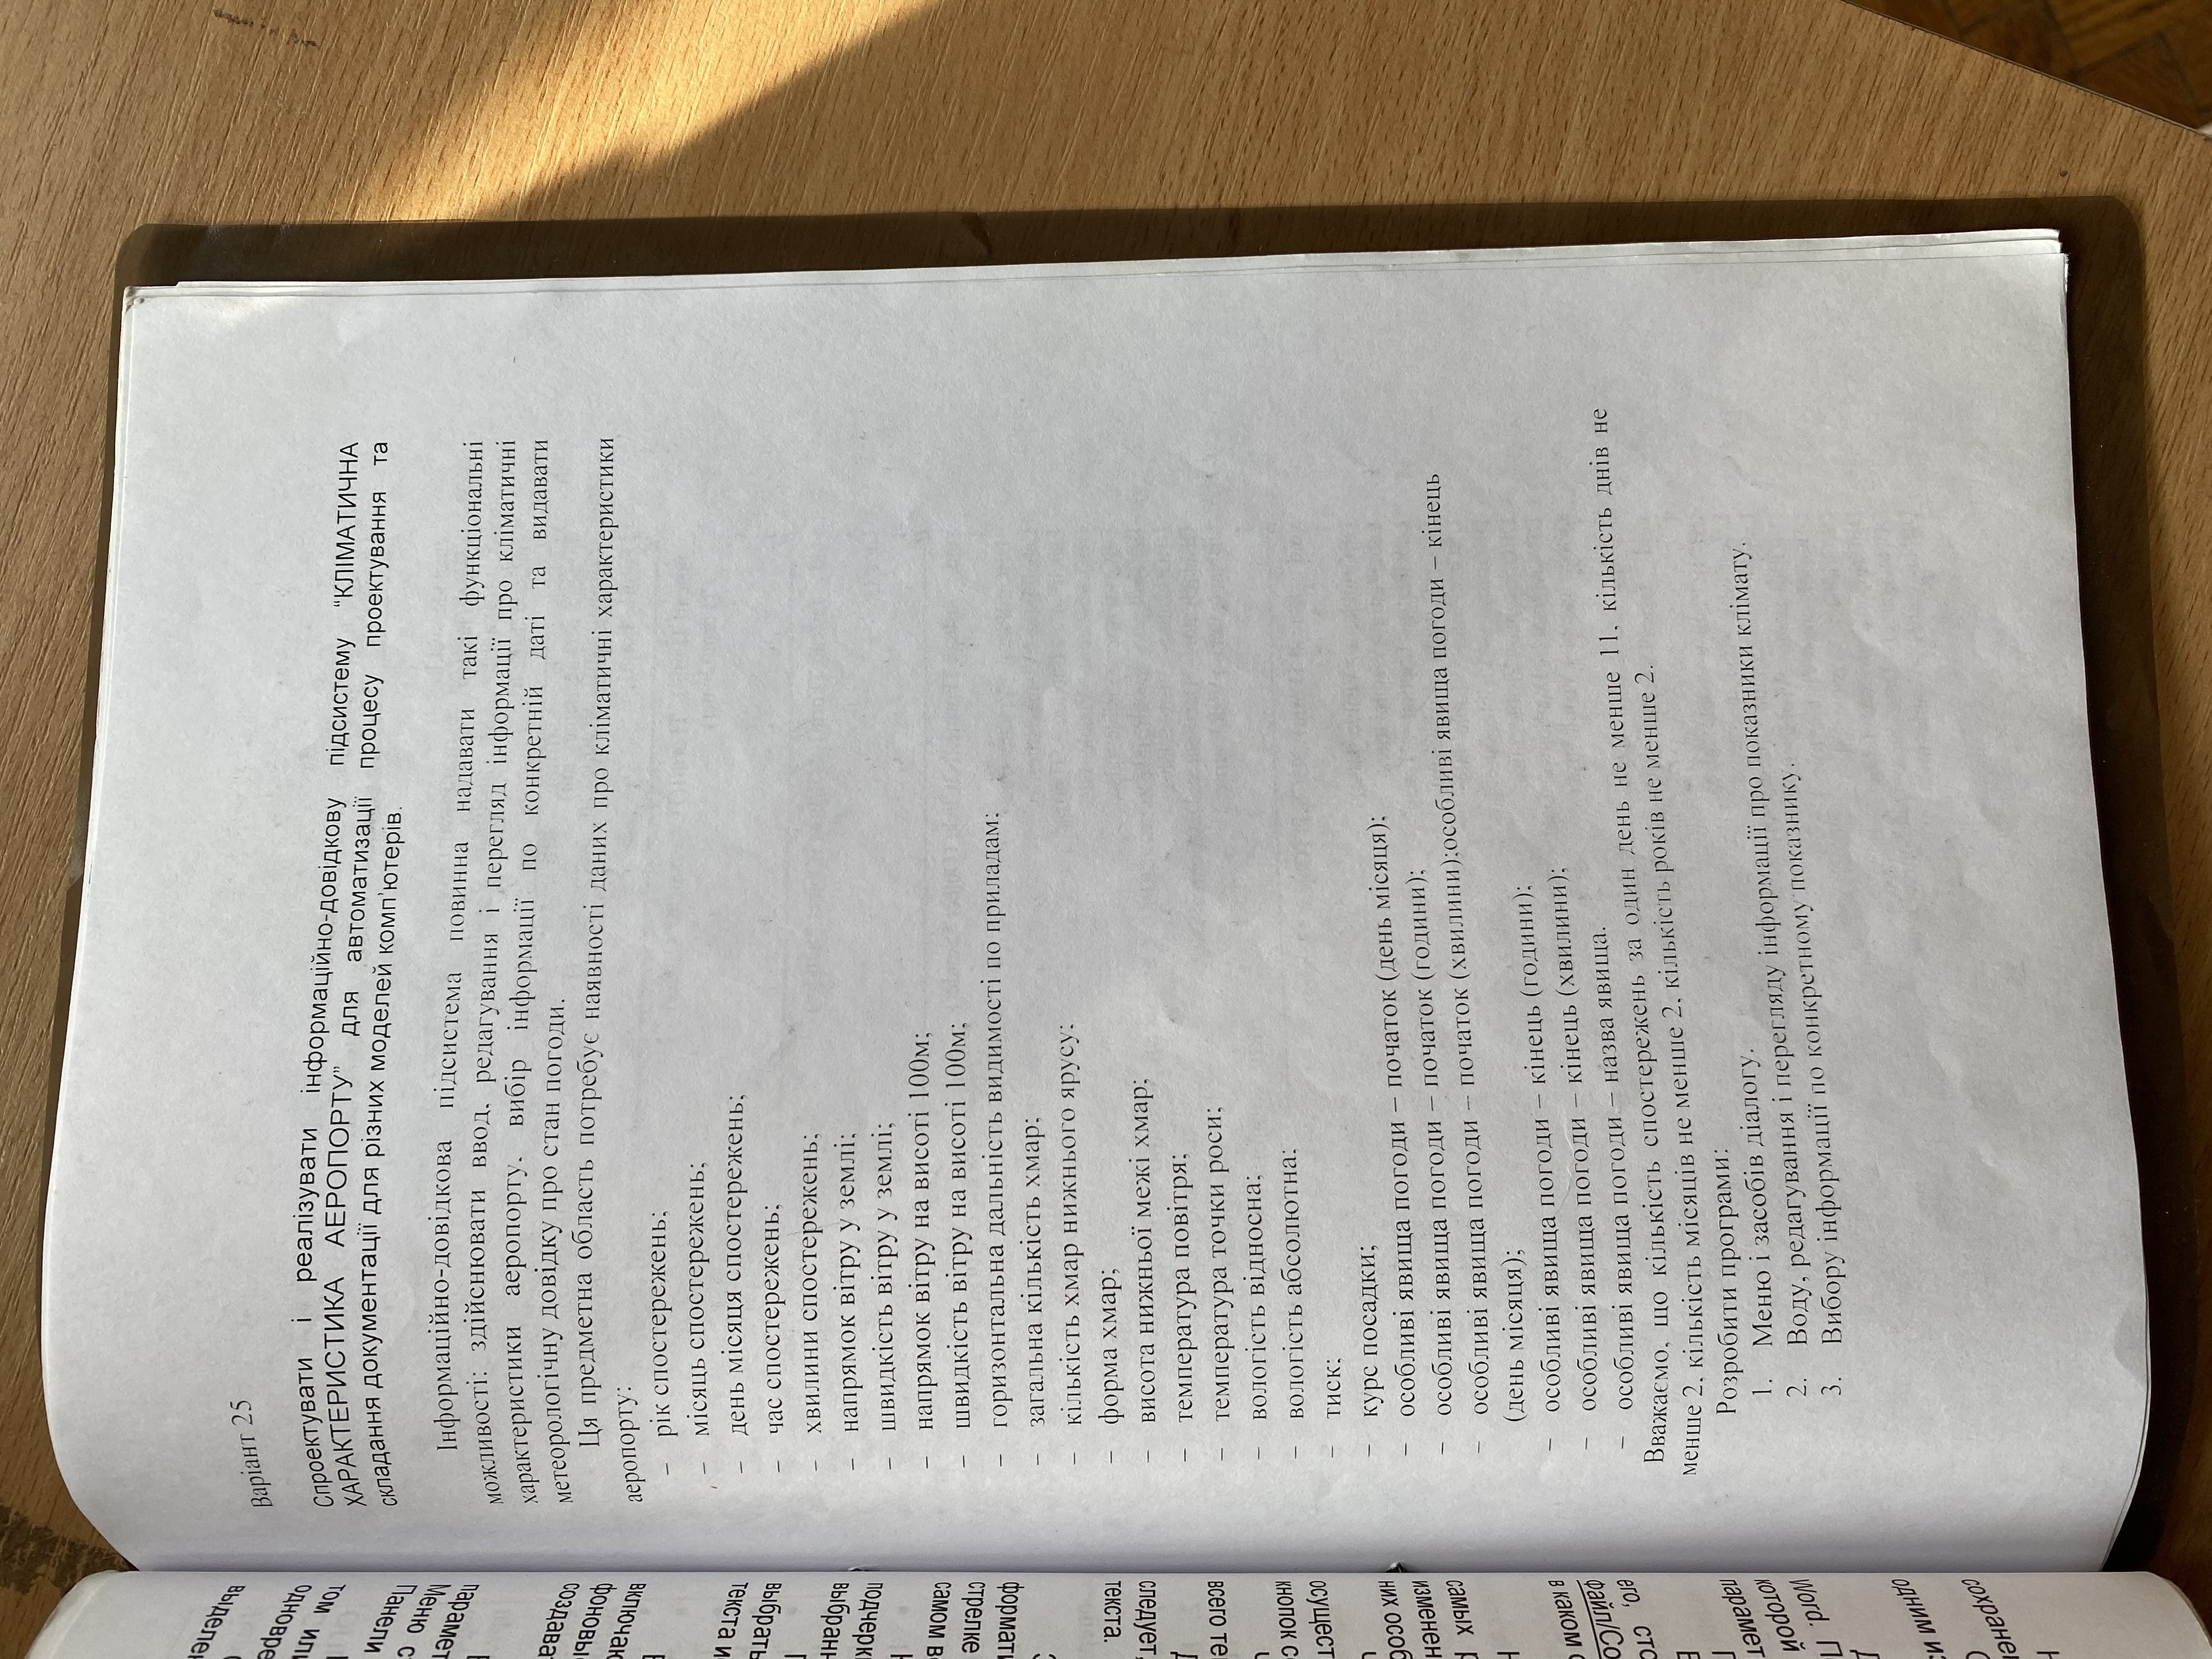 Варіант 25
Спроектувати і реалізувати інформаційно-довідкову підсистему “КЛІМАТИЧНА
ХАРАКТЕРИСТИКА АЕРОПОРТУ” для автоматизації процесу проектування та
складання документації для різних моделей комп'ютерів.
Інформаційно-довідкова підсистема повинна надавати такі функціональні
можливості: здійснювати ввод, редагування і перегляд інформації про кліматичні
характеристики аеропорту, вибір інформації по конкретній даті та видавати
метеорологічну довідку про стан погоди.
Ця предметна область потребує наявності даних про кліматичні характеристики
аеропорту:
– рік спостережень;
– місяць спостережень;
– день місяця спостережень;
– час спостережень;
– хвилини спостережень;
– напрямок вітру у землі;
– швидкість вітру у землі;
– напрямок вітру на висоті 100м;
– швидкість вітру на висоті 100м;
– горизонтальна дальність видимості по приладам;
– загальна кількість хмар;
– кількість хмар нижнього ярусу;
– форма хмар;
– висота нижньої межі хмар;
– температура повітря;
– температура точки роси;
– вологість відносна;
– вологість абсолютна;
– тиск;
– курс посадки;
– особливі явища погоди – початок (день місяця);
– особливі явища погоди – початок (години);
– особливі явища погоди – початок (хвилини);особливі явища погоди – кінець
(день місяця);
– особливі явища погоди – кінець (години);
– особливі явища погоди – кінець (хвилини);
– особливі явища погоди – назва явища.
Вважаємо, що кількість спостережень за один день не менше 11, кількість днів не
менше 2, кількість місяців не менше 2, кількість років не менше 2.
Розробити програми:
1. Меню і засобів діалогу.
2. Воду, редагування і перегляду інформації про показники клімату.
3. Вибору інформації по конкретному показнику.